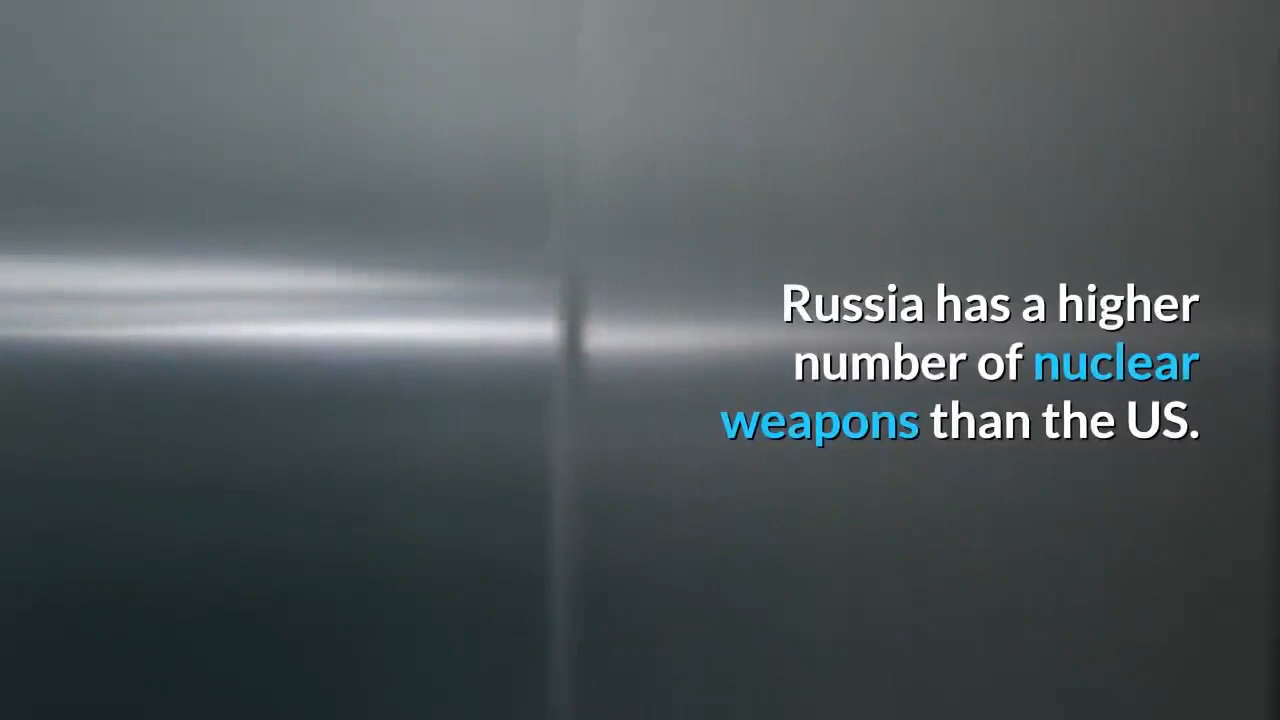 Russia has a higher
number of nuclear
weapons than the US.